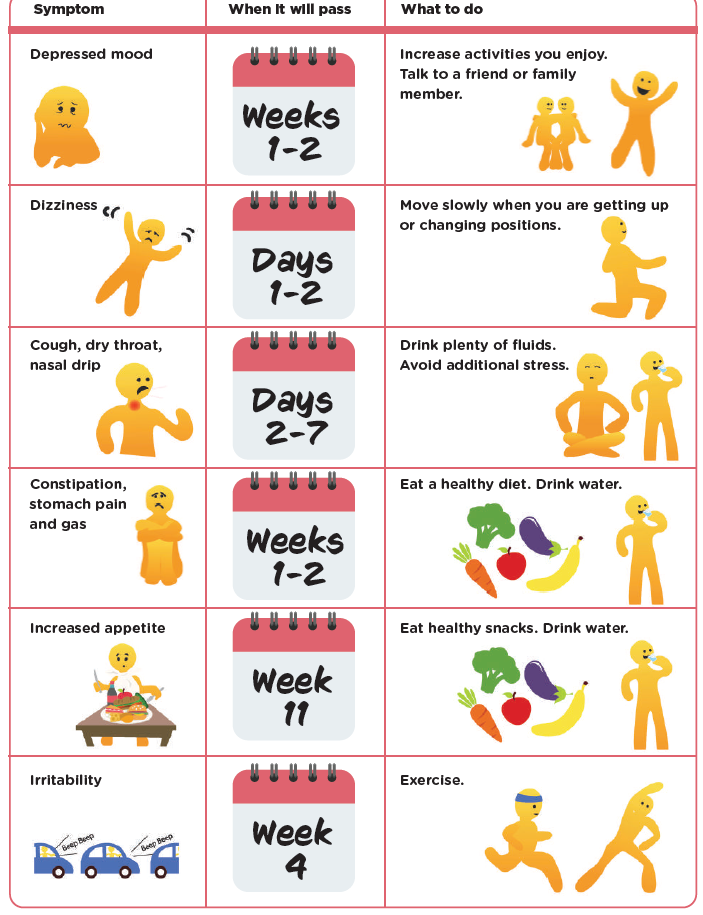 Symptom
When it will pass
What to do
Depressed mood
Weeks
1-2
Increase activities you enjoy.
Talk to a friend or family
member.
Dizziness
Days
1-2
Move slowly when you are getting up
or changing positions.
Cough, dry throat,
nasal drip
Days
2-7
Drink plenty of fluids.
Avoid additional stress.
Constipation,
stomach pain
and gas
Weeks
1-2
Eat a healthy diet. Drink water.
Increased appetite
Week
11
Eat healthy snacks. Drink water.
Irritability
Beep Beep
Beep Beep
Week
4
Exercise.